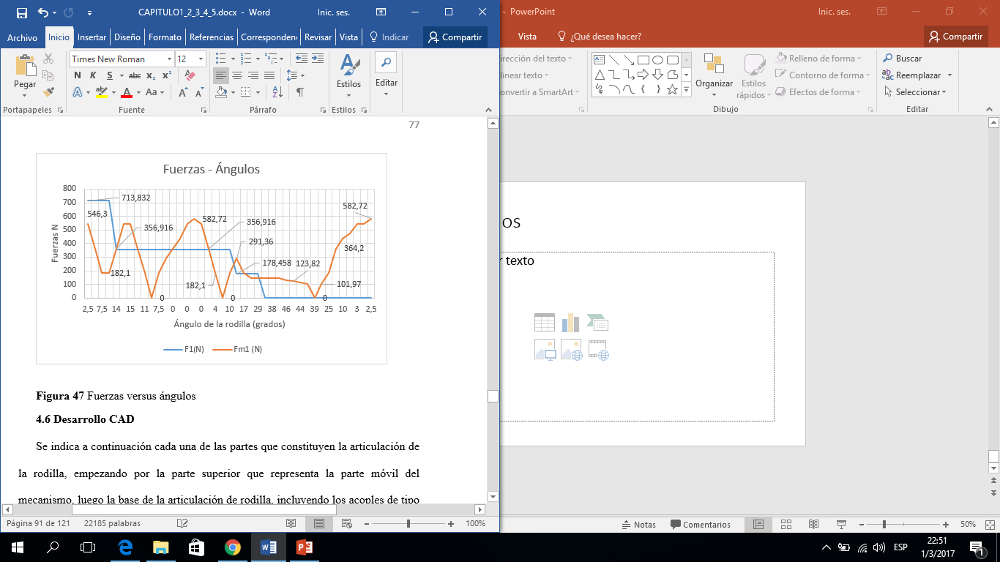 CAPITULO1_2_3_4_5.docx - Word
Inic. ses.
Archivo Inicio Insertar Diseño Formato Referencias Correspondenc Revisar Vista Indicar Compartir
Pegar
Times New Roman 12
N K S abc x₂ x²
A ab A Aa A A
Estilos
Editar
Portapapeles Fuente Párrafo Estilos
77
Fuerzas - Ángulos
Fuerzas N
800
700
600
500
400
300
200
100
0
713,832
546,3
356,916
182,1
0
582,72
356,916
291,36
178,458
123,82
182,1
0
582,72
364,2
101,97
0
2,5 7,5 14 15 11 7,5 0 0 0 4 10 17 29 38 46 44 39 25 10 3 2,5
Ángulo de la rodilla (grados)
F1(N) Fm1 (N)
Figura 47 Fuerzas versus ángulos
4.6 Desarrollo CAD
Se indica a continuación cada una de las partes que constituyen la articulación de
la rodilla, empezando por la parte superior que representa la parte móvil del
mecanismo, luego la base de la articulación de rodilla, incluyendo los acoples de tipo
Página 91 de 121 22185 palabras 100%
- PowerPoint
Inic. ses.
Vista ¿Qué desea hacer? Compartir
irección del texto
linear texto
onvertir a SmartArt
Organizar
Estilos
rápidos
Relleno de forma
Contorno de forma
Efectos de forma
Buscar
Reemplazar
Seleccionar
Dibujo Editar
OS
r texto
Notas Comentarios 50%
ESP
22:51
1/3/2017
1